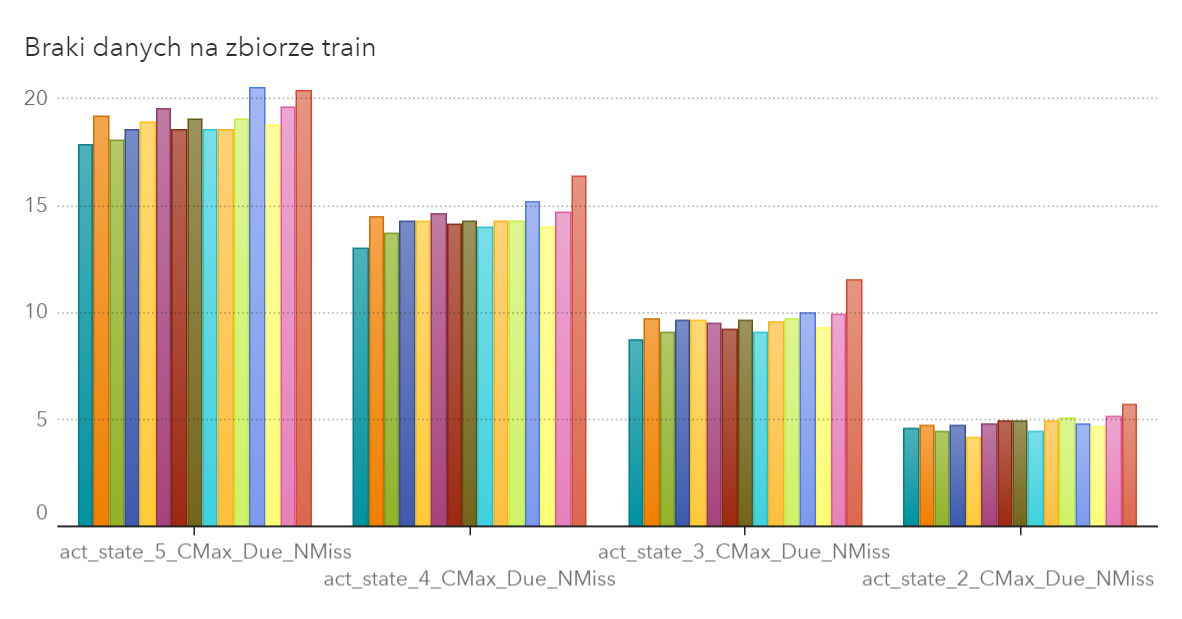 Braki danych na zbiorze train
20
15
10
5
0
act_state_5_CMax_Due_NMiss
act_state_4_CMax_Due_NMiss
act_state_3_CMax_Due_NMiss
act_state_2_CMax_Due_NMiss